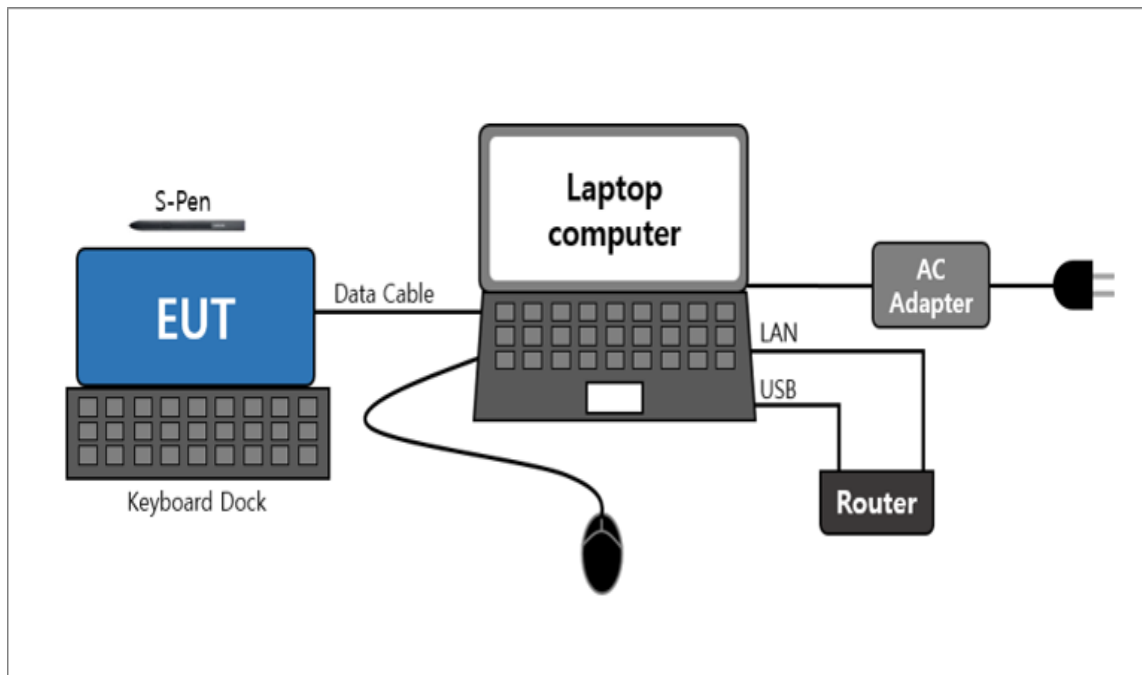 S-Pen
EUT
Data Cable
Keyboard Dock
Laptop
computer
AC
Adapter
LAN
USB
Router